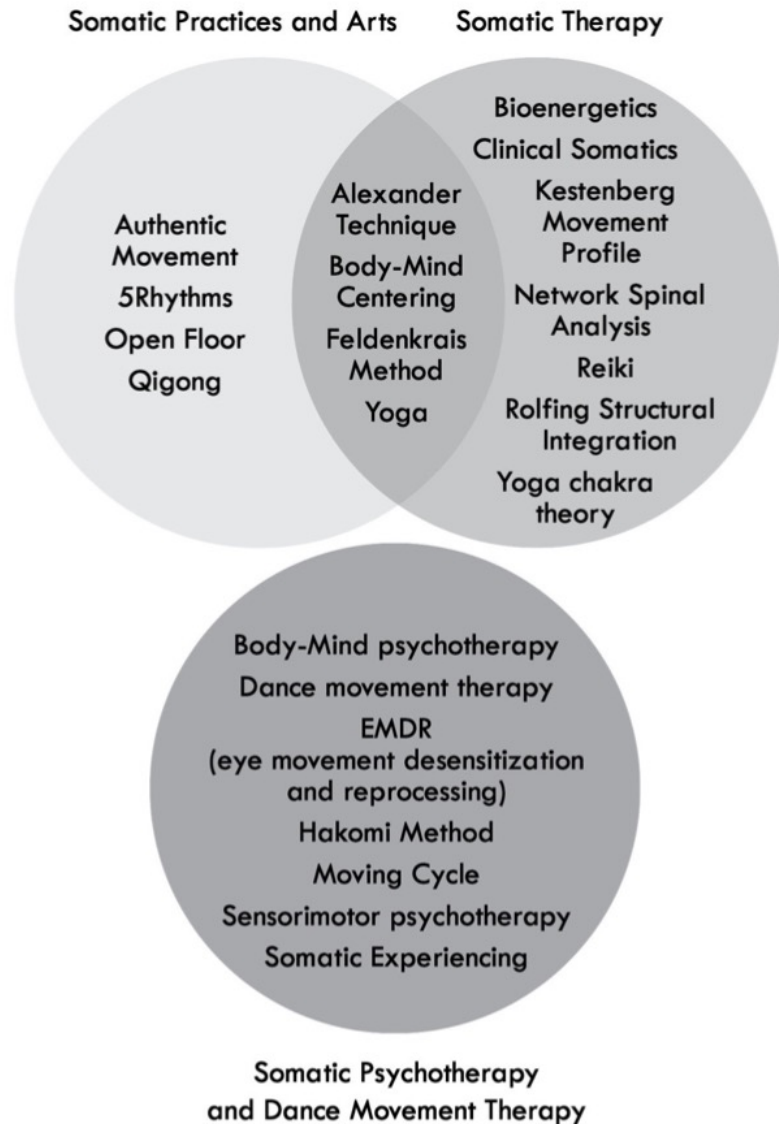 Somatic Practices and Arts
Somatic Therapy
Authentic
Movement
5Rhythms
Open Floor
Qigong
Alexander
Technique
Body-Mind
Centering
Feldenkrais
Method
Yoga
Bioenergetics
Clinical Somatics
Kestenberg
Movement
Profile
Network Spinal
Analysis
Reiki
Rolfing Structural
Integration
Yoga chakra
theory
Body-Mind psychotherapy
Dance movement therapy
EMDR
(eye movement desensitization
and reprocessing)
Hakomi Method
Moving Cycle
Sensorimotor psychotherapy
Somatic Experiencing
Somatic Psychotherapy
and Dance Movement Therapy